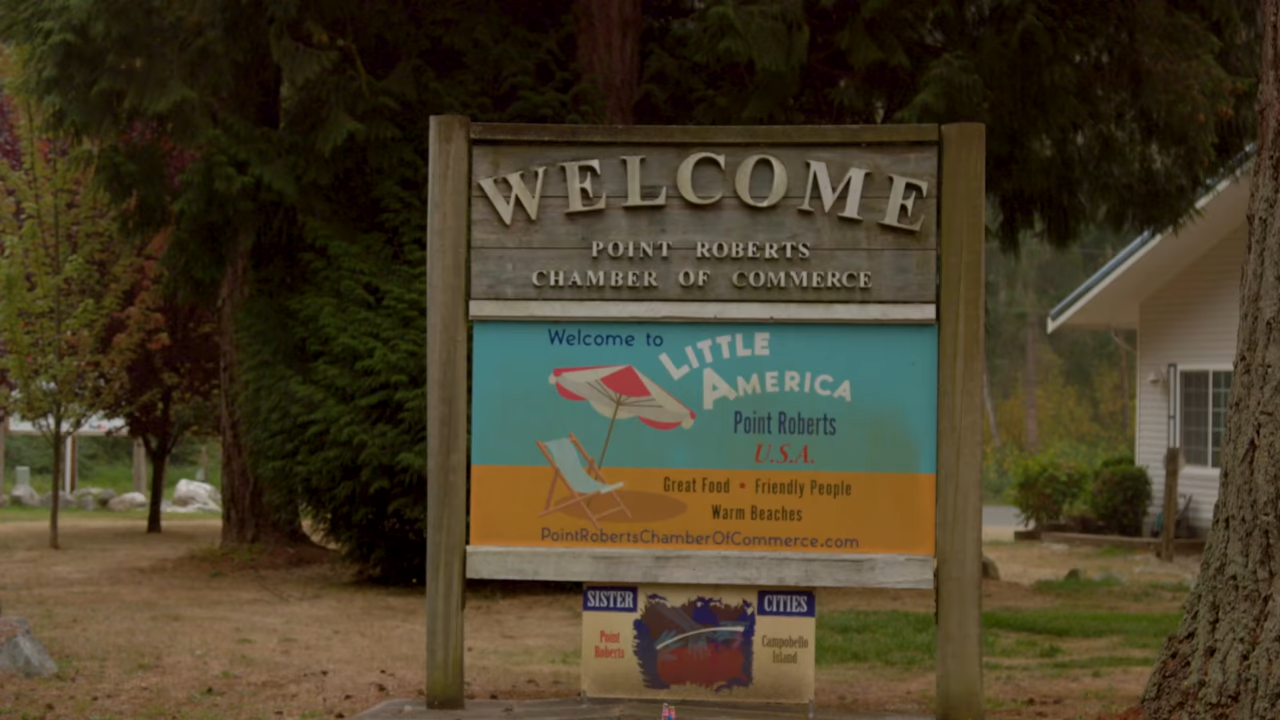 WELCOME
POINT ROBERTS
CHAMBER OF COMMERCE
Welcome to
LITTLE
AMERICA
Point Roberts
U.S.A.
Great Food • Friendly People
Warm Beaches
PointRobertsChamberOfCommerce.com
SISTER CITIES
Point
Roberts
Campobello
Island